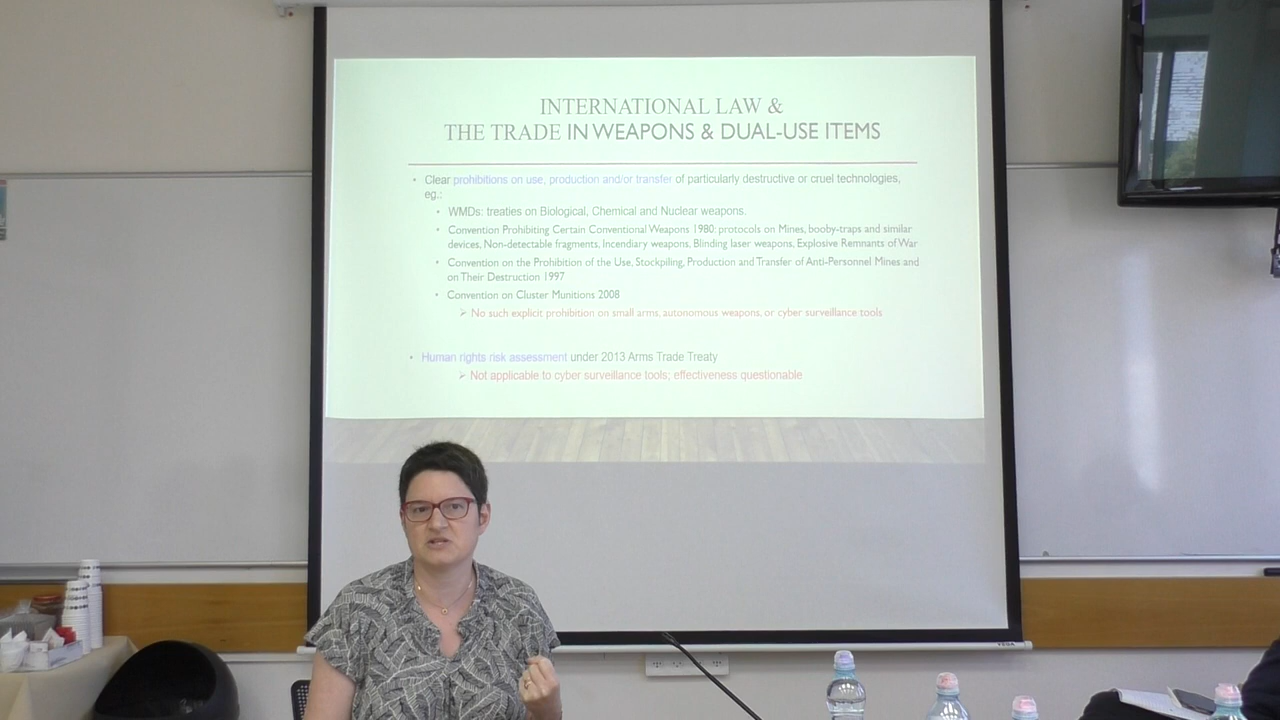 INTERNATIONAL LAW &
THE TRADE IN WEAPONS & DUAL-USE ITEMS
• Clear prohibitions on use, production and/or transfer of particularly destructive or cruel technologies,
eg.:
• WMDs: treaties on Biological, Chemical and Nuclear weapons.
• Convention Prohibiting Certain Conventional Weapons 1980: protocols on Mines, booby-traps and similar
devices, Non-detectable fragments, Incendiary weapons, Blinding laser weapons, Explosive Remnants of War
• Convention on the Prohibition of the Use, Stockpiling, Production and Transfer of Anti-Personnel Mines and
on Their Destruction 1997
• Convention on Cluster Munitions 2008
➢ No such explicit prohibition on small arms, autonomous weapons, or cyber surveillance tools
• Human rights risk assessment under 2013 Arms Trade Treaty
➢ Not applicable to cyber surveillance tools; effectiveness questionable